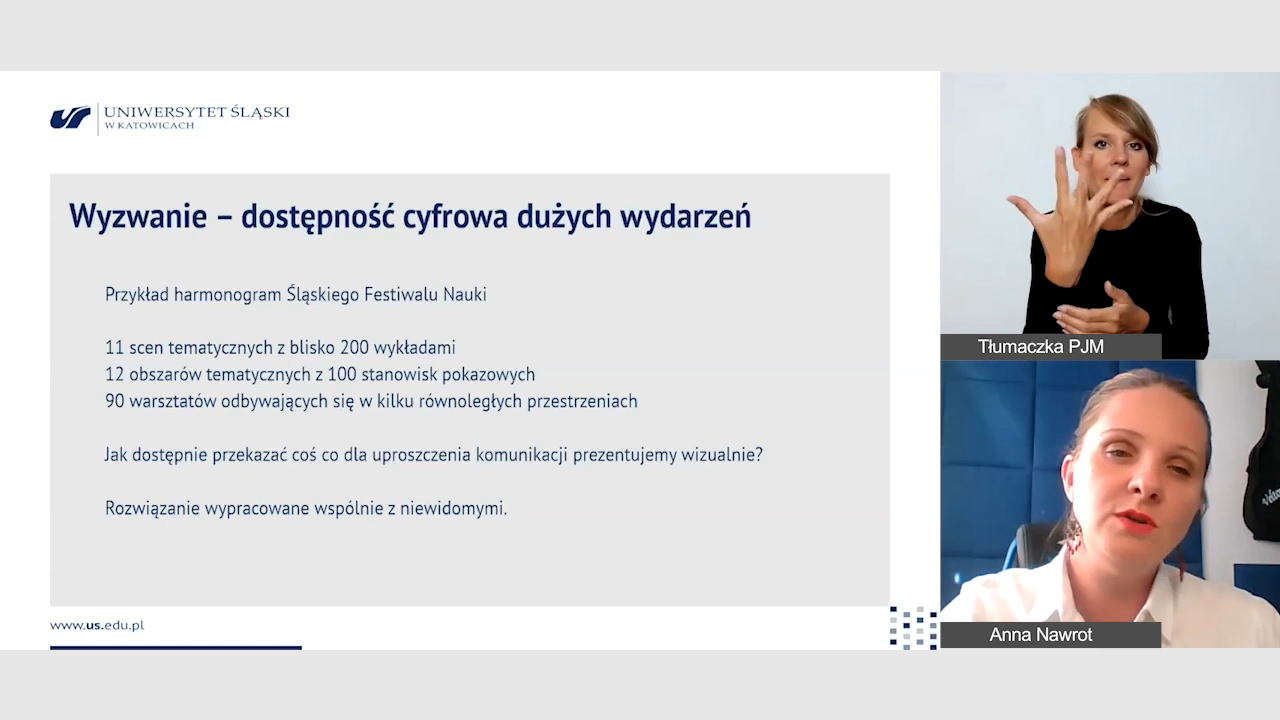 UNIWERSYTET ŚLĄSKI
W KATOWICACH
Wyzwanie – dostępność cyfrowa dużych wydarzeń
Przykład harmonogram Śląskiego Festiwalu Nauki
11 scen tematycznych z blisko 200 wykładami
12 obszarów tematycznych z 100 stanowisk pokazowych
90 warsztatów odbywających się w kilku równoległych przestrzeniach
Jak dostępnie przekazać coś co dla uproszczenia komunikacji prezentujemy wizualnie?
Rozwiązanie wypracowane wspólnie z niewidomymi.
www.us.edu.pl
Tłumaczka PJM
Anna Nawrot